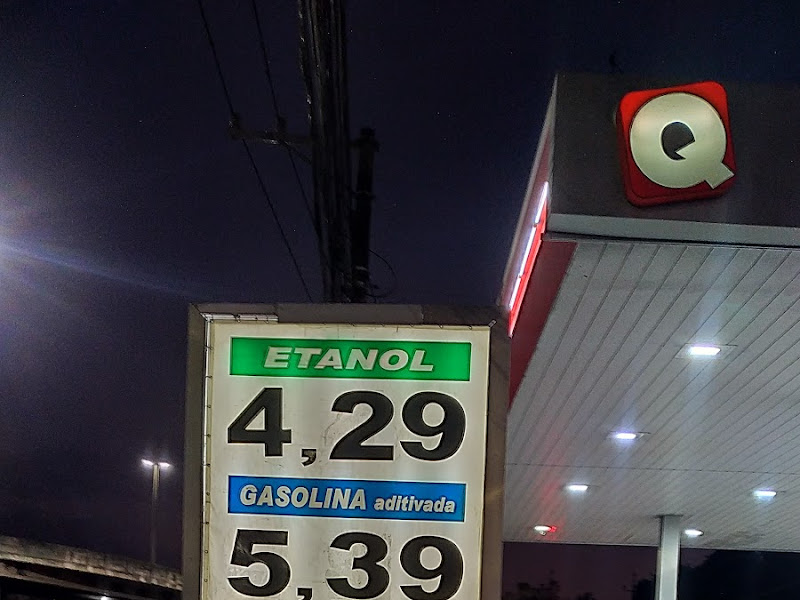 Q
ETANOL
4,29
GASOLINA aditivada
5,39